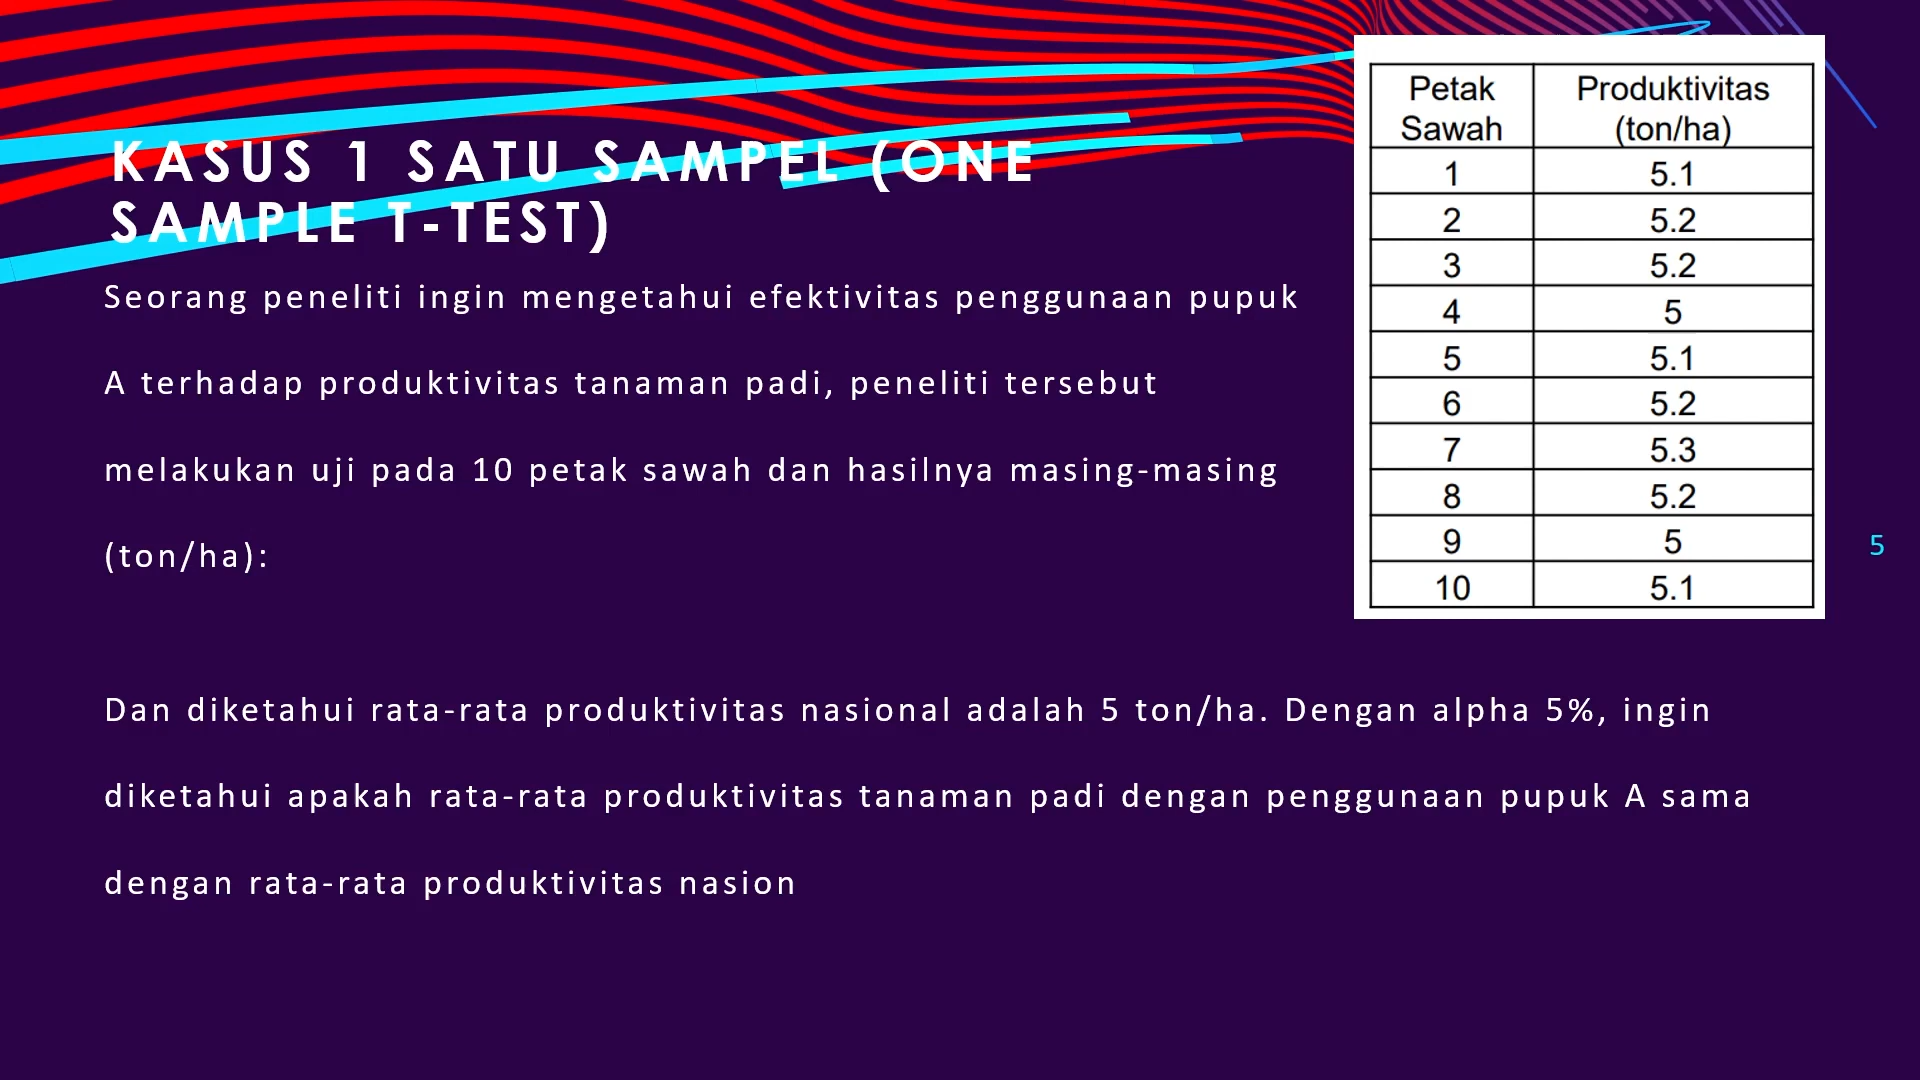 KASUS 1 SATU SAMPEL (ONE
SAMPLE T-TEST)
Seorang peneliti ingin mengetahui efektivitas penggunaan pupuk
A terhadap produktivitas tanaman padi, peneliti tersebut
melakukan uji pada 10 petak sawah dan hasilnya masing-masing
(ton/ha):
Petak Sawah Produktivitas (ton/ha)
1 5.1
2 5.2
3 5.2
4 5
5 5.1
6 5.2
7 5.3
8 5.2
9 5
10 5.1
5
Dan diketahui rata-rata produktivitas nasional adalah 5 ton/ha. Dengan alpha 5%, ingin
diketahui apakah rata-rata produktivitas tanaman padi dengan penggunaan pupuk A sama
dengan rata-rata produktivitas nasion